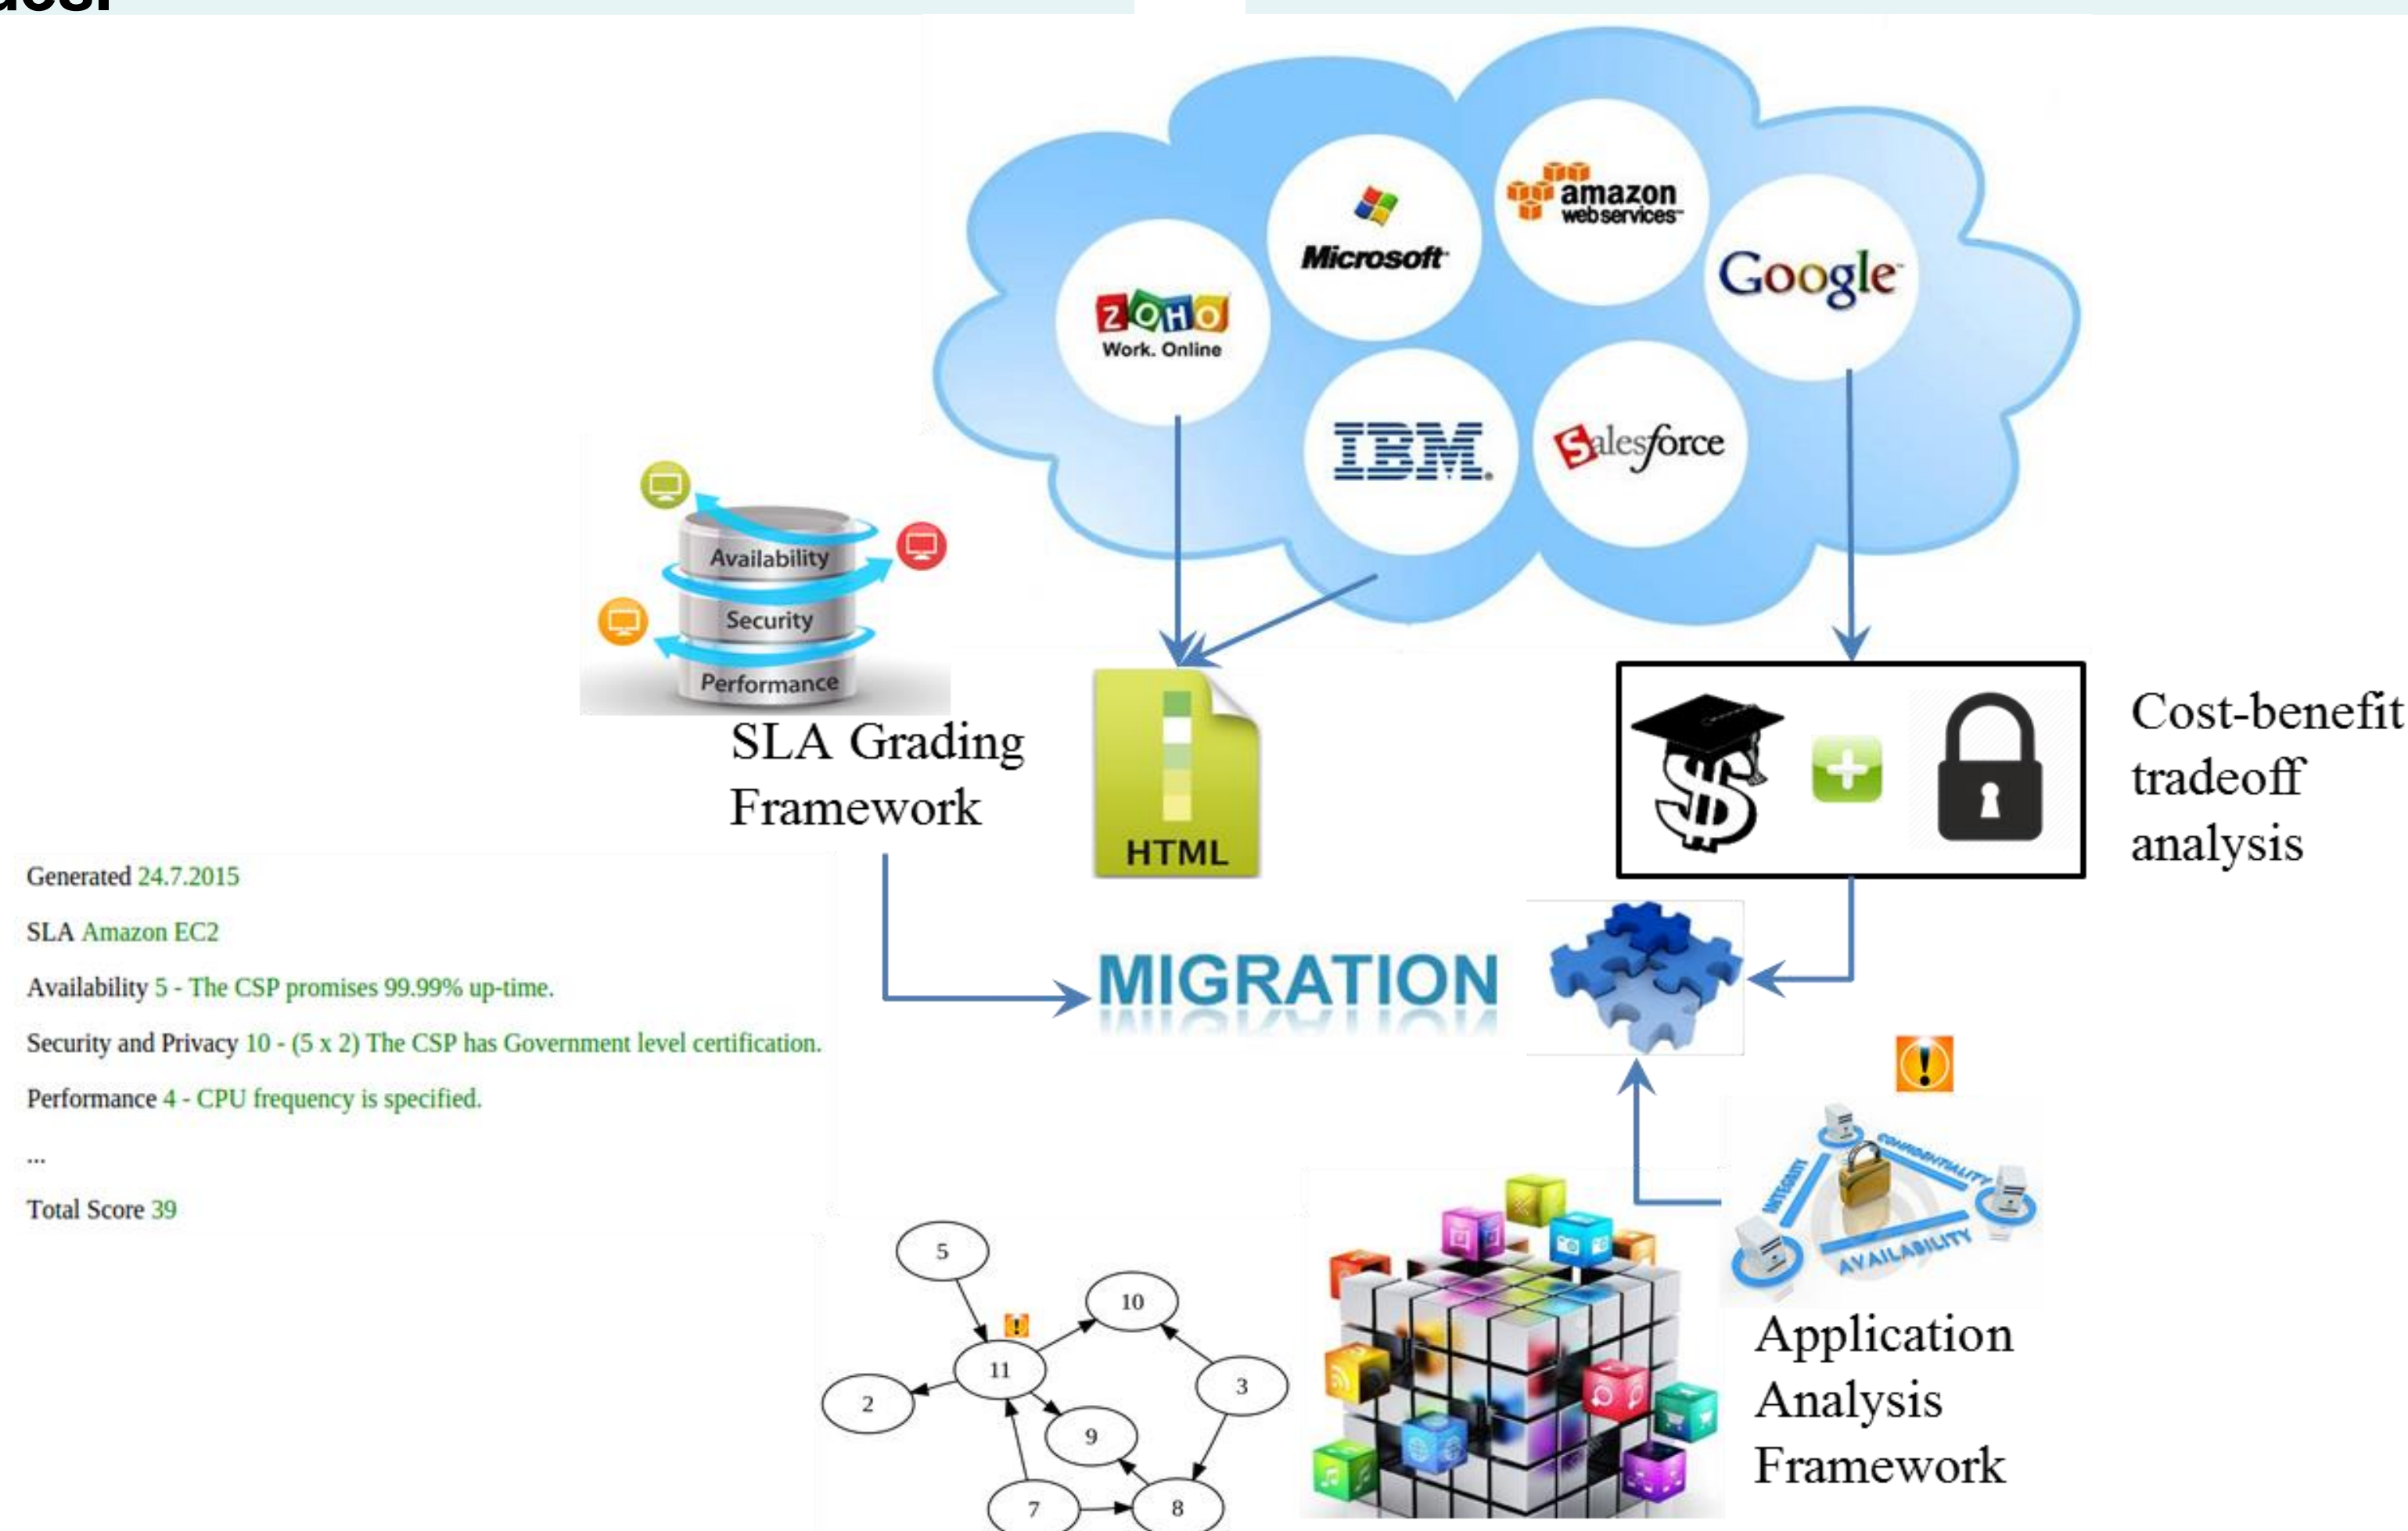 amazon
webservices™
Microsoft
Google™
ZOHO
Work. Online
IBM®
Salesforce
Availability
Security
Performance
SLA Grading
Framework
HTML
Cost-benefit
tradeoff
analysis
Generated 24.7.2015
SLA Amazon EC2
Availability 5 - The CSP promises 99.99% up-time.
Security and Privacy 10 - (5 x 2) The CSP has Government level certification.
Performance 4 - CPU frequency is specified.
...
Total Score 39
MIGRATION
!
INTEGRITY
CONFIDENTIALITY
AVAILABILITY
Application
Analysis
Framework
5
10
!
11
3
2
9
7
8